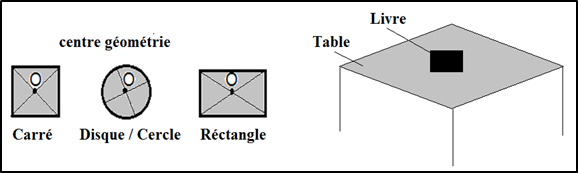 centre géométrie
Carré
Disque / Cercle
Réctangle
Livre
Table